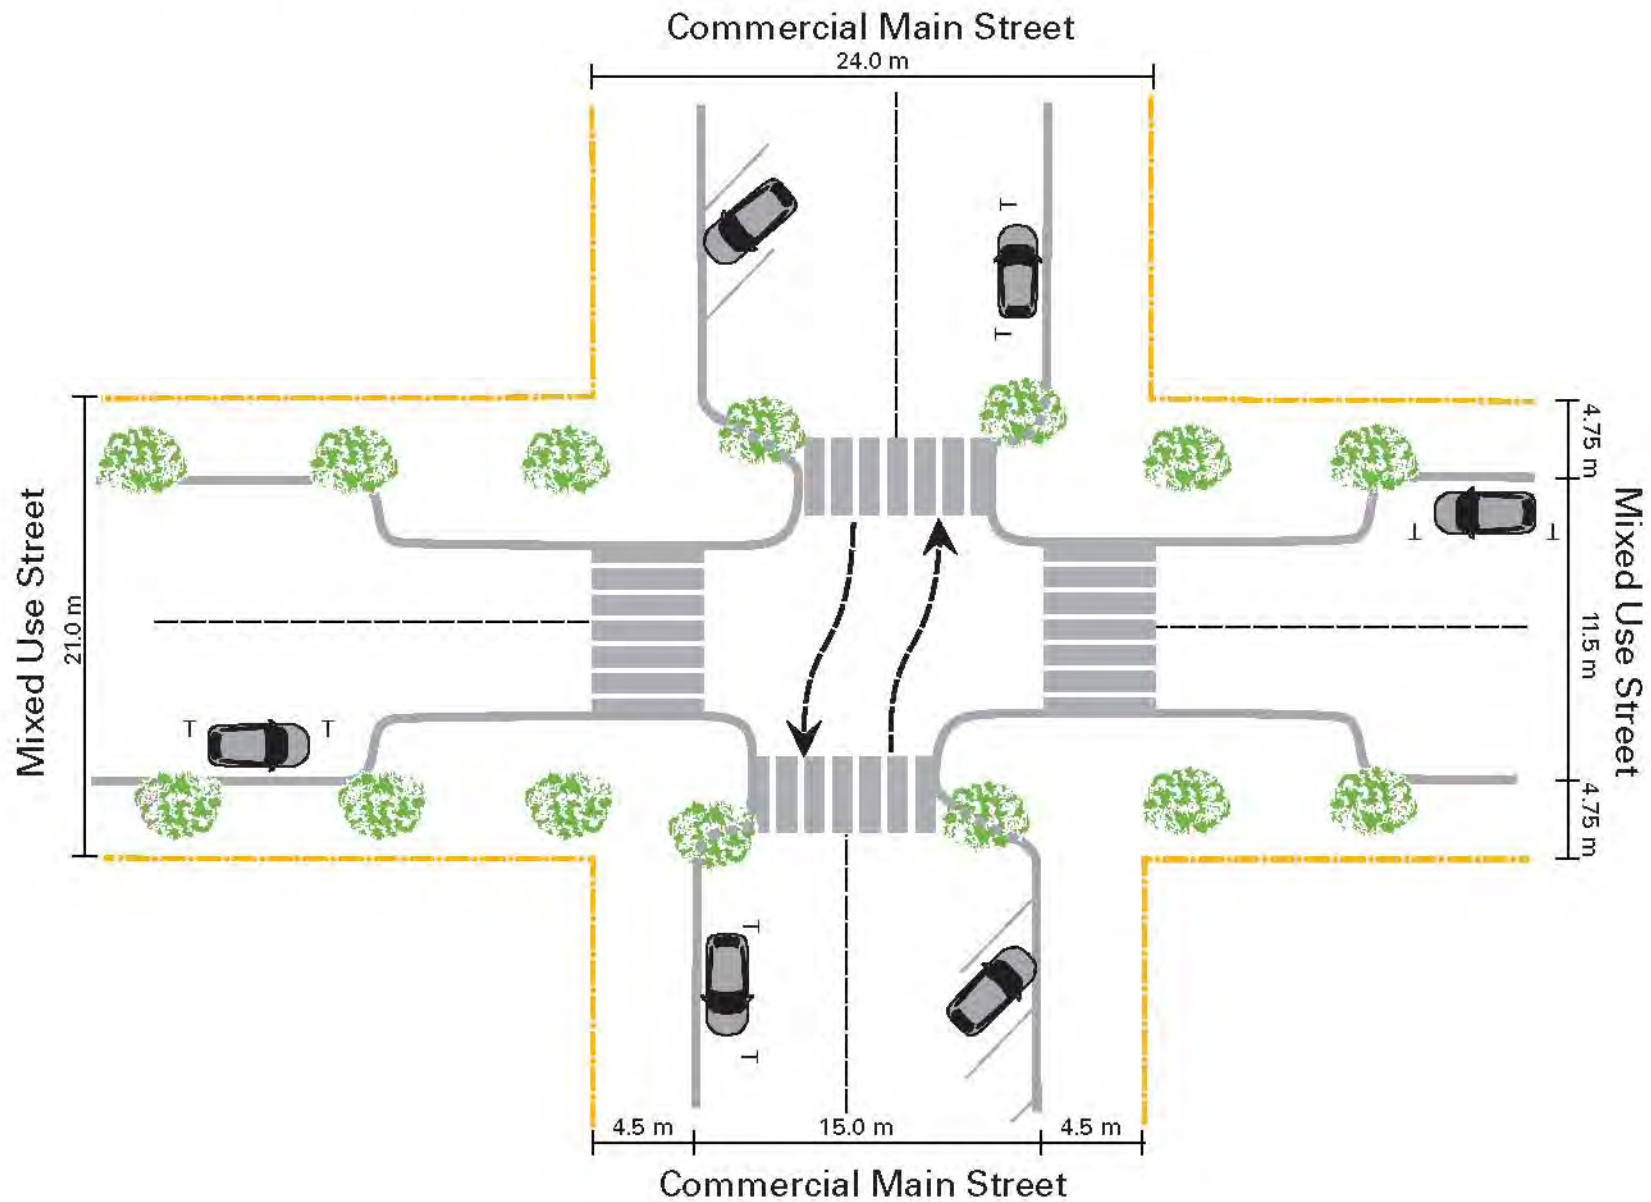 Commercial Main Street
24.0 m
Mixed Use Street
21.0 m
4.75 m
11.5 m
4.75 m
Mixed Use Street
T
T
T
T
T
T
T
T
4.5 m
15.0 m
4.5 m
Commercial Main Street